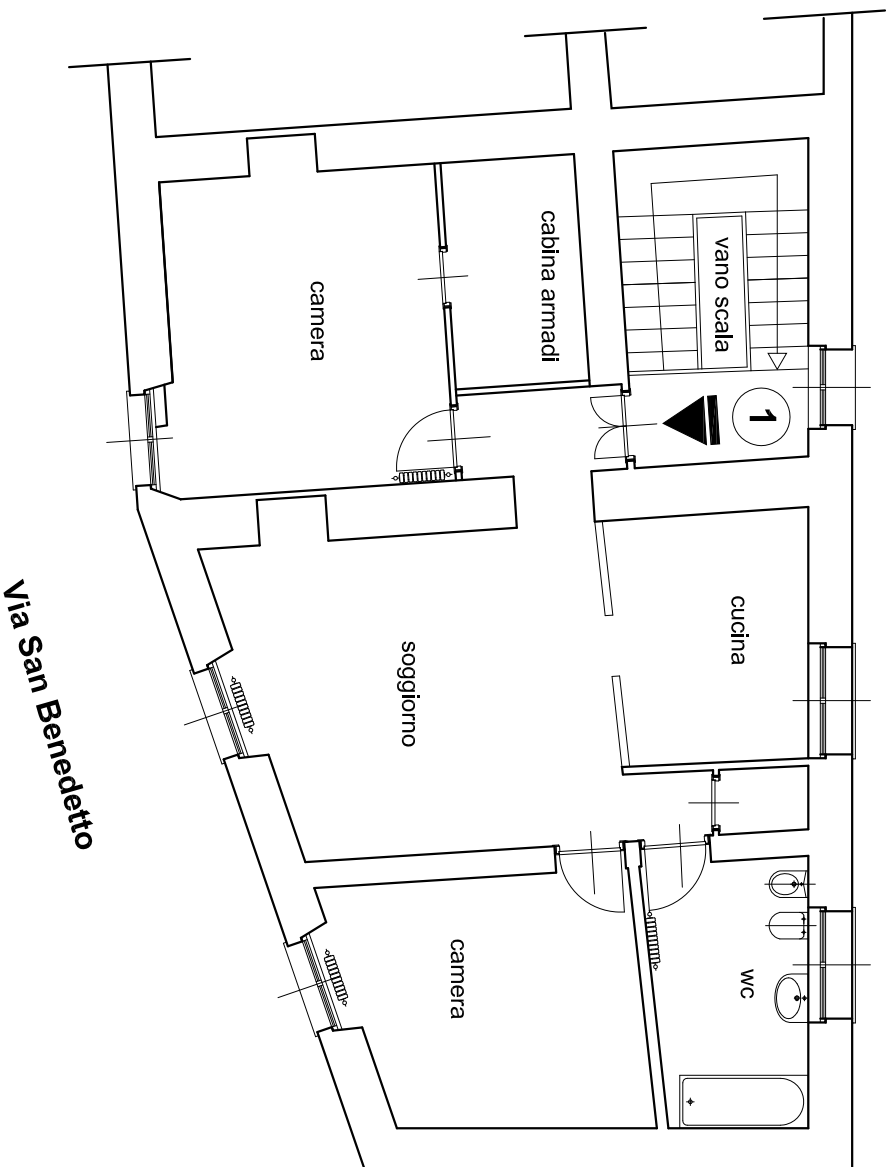 cabina armadi
vano scala
camera
1
cucina
soggiorno
Via San Benedetto
camera
wc